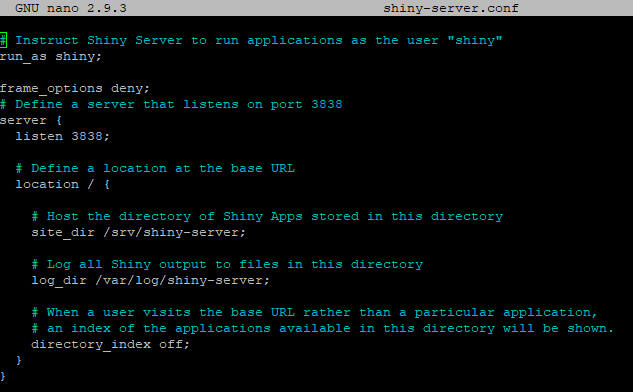 GNU nano 2.9.3 shiny-server.conf
# Instruct Shiny Server to run applications as the user "shiny"
run_as shiny;
frame_options deny;
# Define a server that listens on port 3838
server {
listen 3838;
# Define a location at the base URL
location / {
# Host the directory of Shiny Apps stored in this directory
site_dir /srv/shiny-server;
# Log all Shiny output to files in this directory
log_dir /var/log/shiny-server;
# When a user visits the base URL rather than a particular application,
# an index of the applications available in this directory will be shown.
directory_index off;
}
}